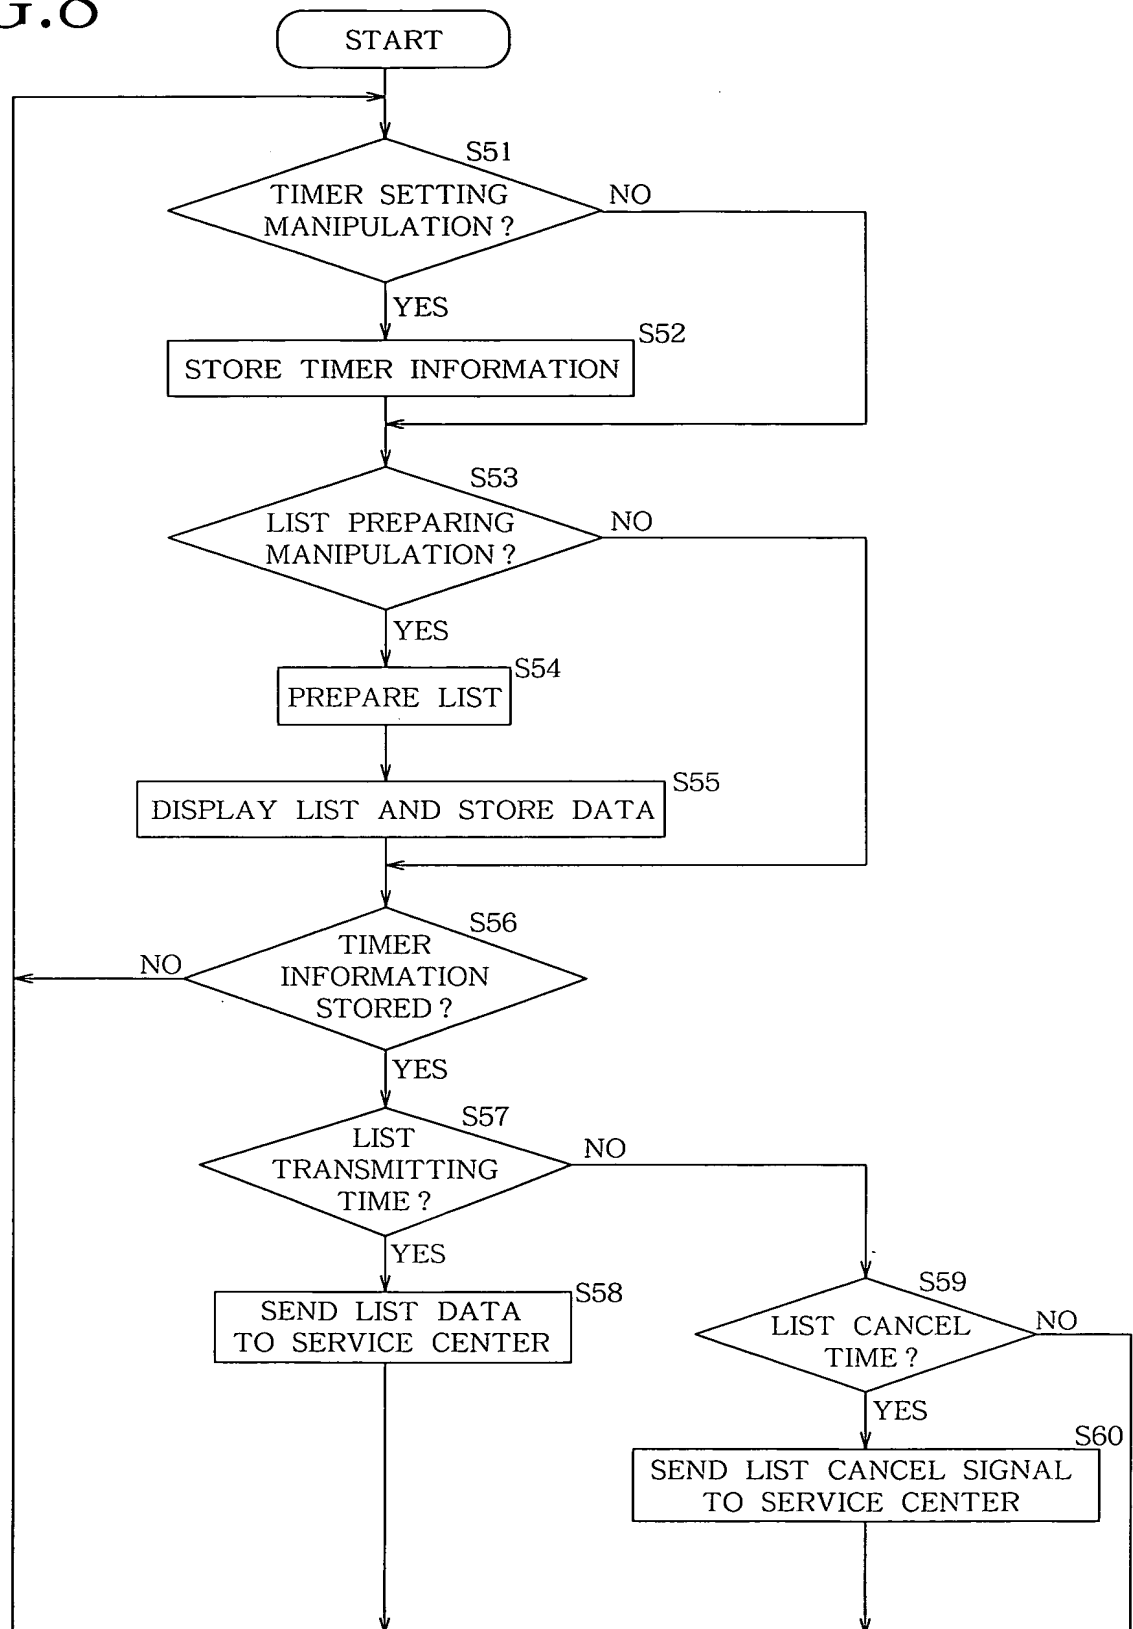 G.8
START
S51
TIMER SETTING
MANIPULATION?
NO
YES
S52
STORE TIMER INFORMATION
S53
LIST PREPARING
MANIPULATION?
NO
YES
S54
PREPARE LIST
S55
DISPLAY LIST AND STORE DATA
S56
TIMER
INFORMATION
STORED?
NO
YES
S57
LIST
TRANSMITTING
TIME?
NO
YES
S58
SEND LIST DATA
TO SERVICE CENTER
S59
LIST CANCEL
TIME?
NO
YES
S60
SEND LIST CANCEL SIGNAL
TO SERVICE CENTER